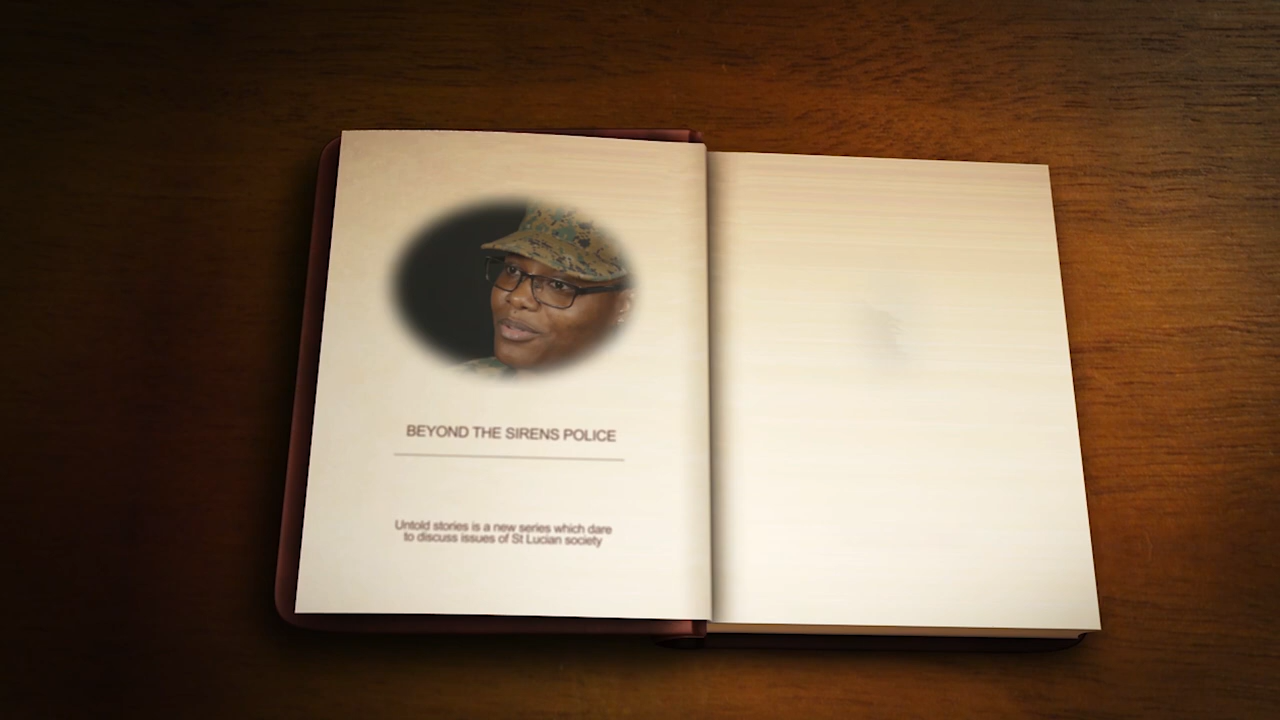 BEYOND THE SIRENS POLICE
Untold stories is a new series which dare
to discuss issues of St Lucian society